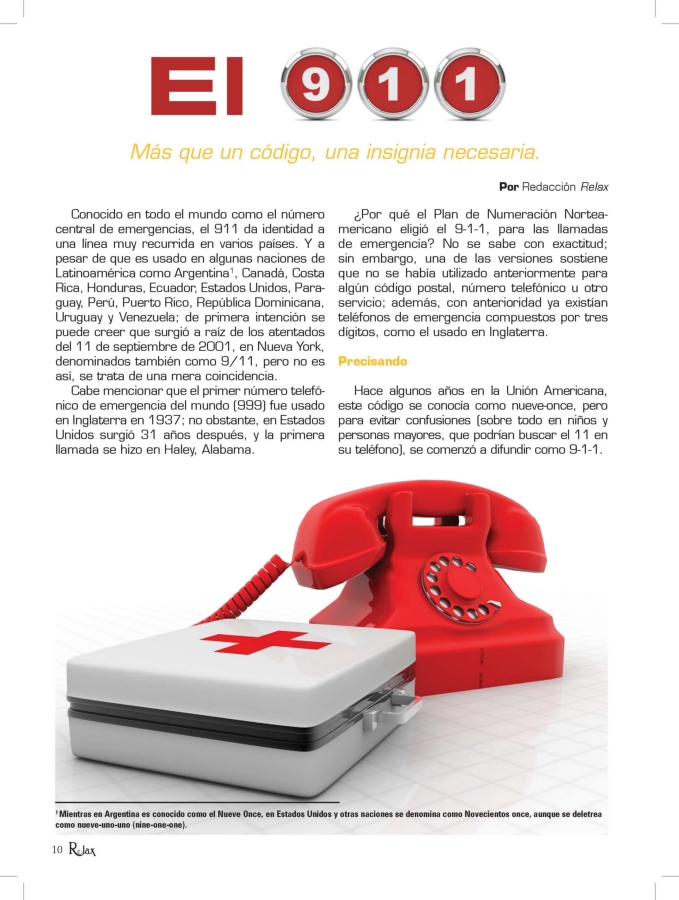 El 911
Más que un código, una insignia necesaria.
Por Redacción Relax
Conocido en todo el mundo como el número
central de emergencias, el 911 da identidad a
una línea muy recurrida en varios países. Y a
pesar de que es usado en algunas naciones de
Latinoamérica como Argentina¹, Canadá, Costa
Rica, Honduras, Ecuador, Estados Unidos, Para-
guay, Perú, Puerto Rico, República Dominicana,
Uruguay y Venezuela; de primera intención se
puede creer que surgió a raíz de los atentados
del 11 de septiembre de 2001, en Nueva York,
denominados también como 9/11, pero no es
así, se trata de una mera coincidencia.
Cabe mencionar que el primer número telefó-
nico de emergencia del mundo (999) fue usado
en Inglaterra en 1937; no obstante, en Estados
Unidos surgió 31 años después, y la primera
llamada se hizo en Haley, Alabama.
¿Por qué el Plan de Numeración Nortea-
mericano eligió el 9-1-1, para las llamadas
de emergencia? No se sabe con exactitud;
sin embargo, una de las versiones sostiene
que no se había utilizado anteriormente para
algún código postal, número telefónico u otro
servicio; además, con anterioridad ya existían
teléfonos de emergencia compuestos por tres
dígitos, como el usado en Inglaterra.
Precisando
Hace algunos años en la Unión Americana,
este código se conocía como nueve-once, pero
para evitar confusiones (sobre todo en niños y
personas mayores, que podrían buscar el 11 en
su teléfono), se comenzó a difundir como 9-1-1.
¹ Mientras en Argentina es conocido como el Nueve Once, en Estados Unidos y otras naciones se denomina como Novecientos once, aunque se deletrea
como nueve-uno-uno (nine-one-one).
10 Relax